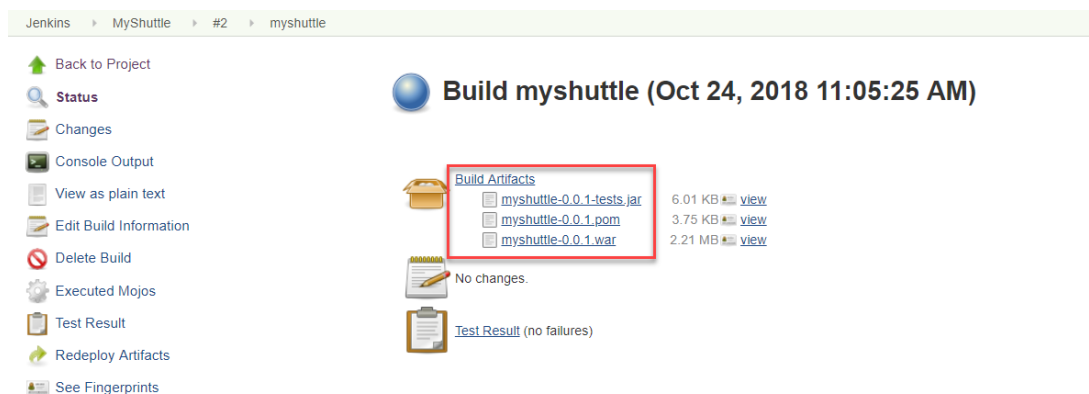 Jenkins MyShuttle #2 myshuttle
Back to Project
Status
Changes
Console Output
View as plain text
Edit Build Information
Delete Build
Executed Mojos
Test Result
Redeploy Artifacts
See Fingerprints
Build myshuttle (Oct 24, 2018 11:05:25 AM)
Build Artifacts
myshuttle-0.0.1-tests.jar 6.01 KB view
myshuttle-0.0.1.pom 3.75 KB view
myshuttle-0.0.1.war 2.21 MB view
No changes.
Test Result (no failures)